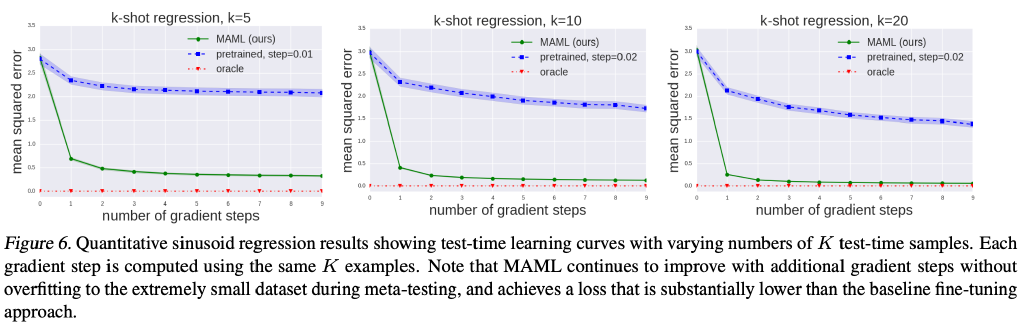 k-shot regression, k=5
3.5
3.0
2.5
2.0
1.5
1.0
0.5
0.0
mean squared error
MAML (ours)
pretrained, step=0.01
oracle
0 1 2 3 4 5 6 7 8 9
number of gradient steps
k-shot regression, k=10
3.5
3.0
2.5
2.0
1.5
1.0
0.5
0.0
mean squared error
MAML (ours)
pretrained, step=0.02
oracle
0 1 2 3 4 5 6 7 8 9
number of gradient steps
k-shot regression, k=20
3.5
3.0
2.5
2.0
1.5
1.0
0.5
0.0
mean squared error
MAML (ours)
pretrained, step=0.02
oracle
0 1 2 3 4 5 6 7 8 9
number of gradient steps
Figure 6. Quantitative sinusoid regression results showing test-time learning curves with varying numbers of K test-time samples. Each
gradient step is computed using the same K examples. Note that MAML continues to improve with additional gradient steps without
overfitting to the extremely small dataset during meta-testing, and achieves a loss that is substantially lower than the baseline fine-tuning
approach.